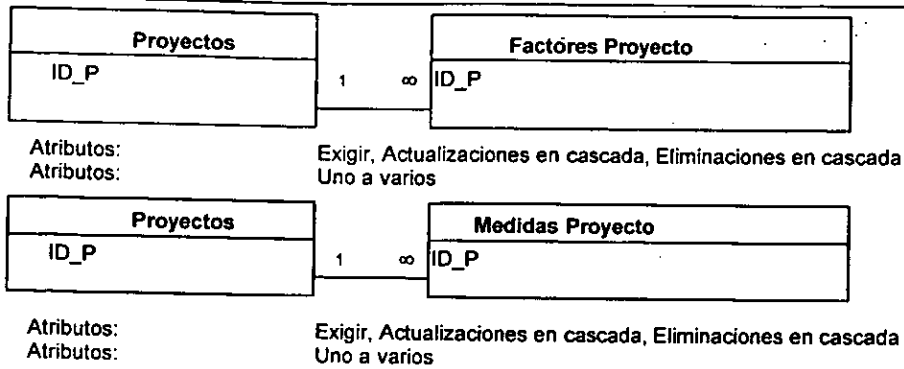 Proyectos Factores Proyecto
ID_P 1 ∞ ID_P
Atributos: Exigir, Actualizaciones en cascada, Eliminaciones en cascada
Atributos: Uno a varios
Proyectos Medidas Proyecto
ID_P 1 ∞ ID_P
Atributos: Exigir, Actualizaciones en cascada, Eliminaciones en cascada
Atributos: Uno a varios